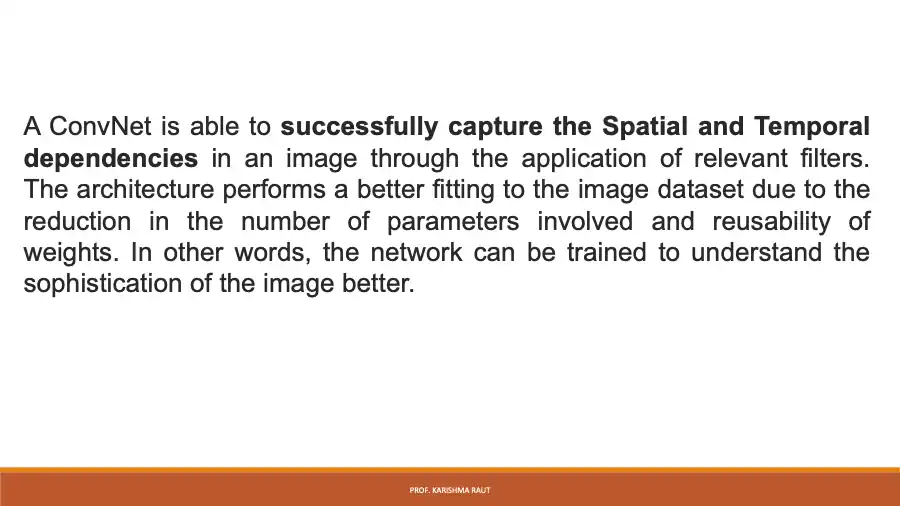 A ConvNet is able to successfully capture the Spatial and Temporal
dependencies in an image through the application of relevant filters.
The architecture performs a better fitting to the image dataset due to the
reduction in the number of parameters involved and reusability of
weights. In other words, the network can be trained to understand the
sophistication of the image better.
PROF. KARISHMA RAUT